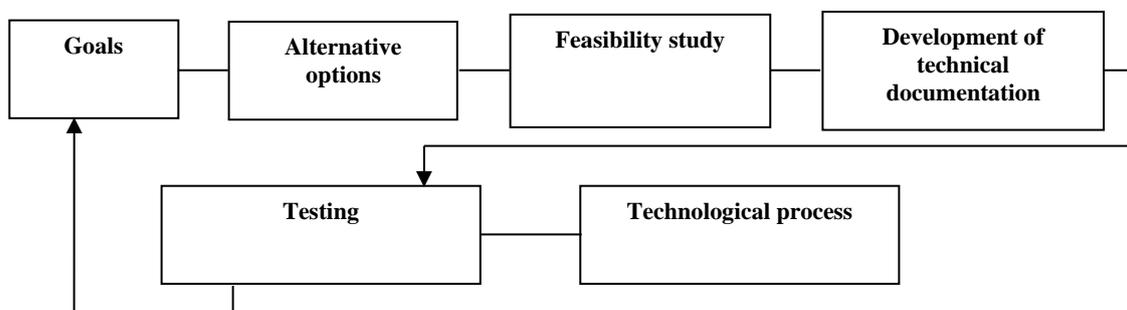 Goals
Alternative
options
Feasibility study
Development of
technical
documentation
Testing
Technological process